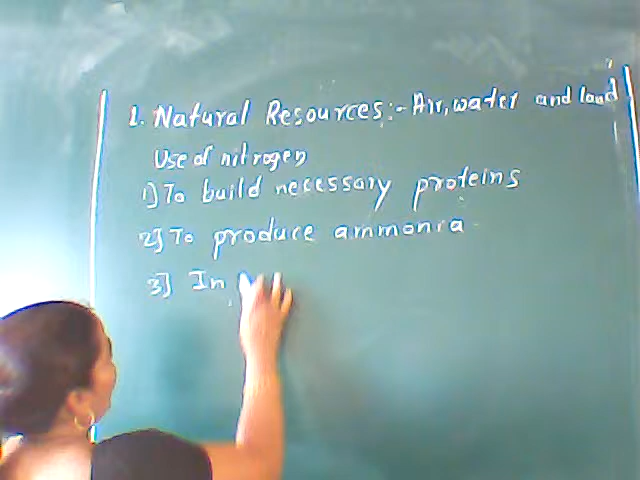 1. Natural Resources:- Air, water and land
Use of nitrogen
1] To build necessary proteins
2] To produce ammonia
3] In